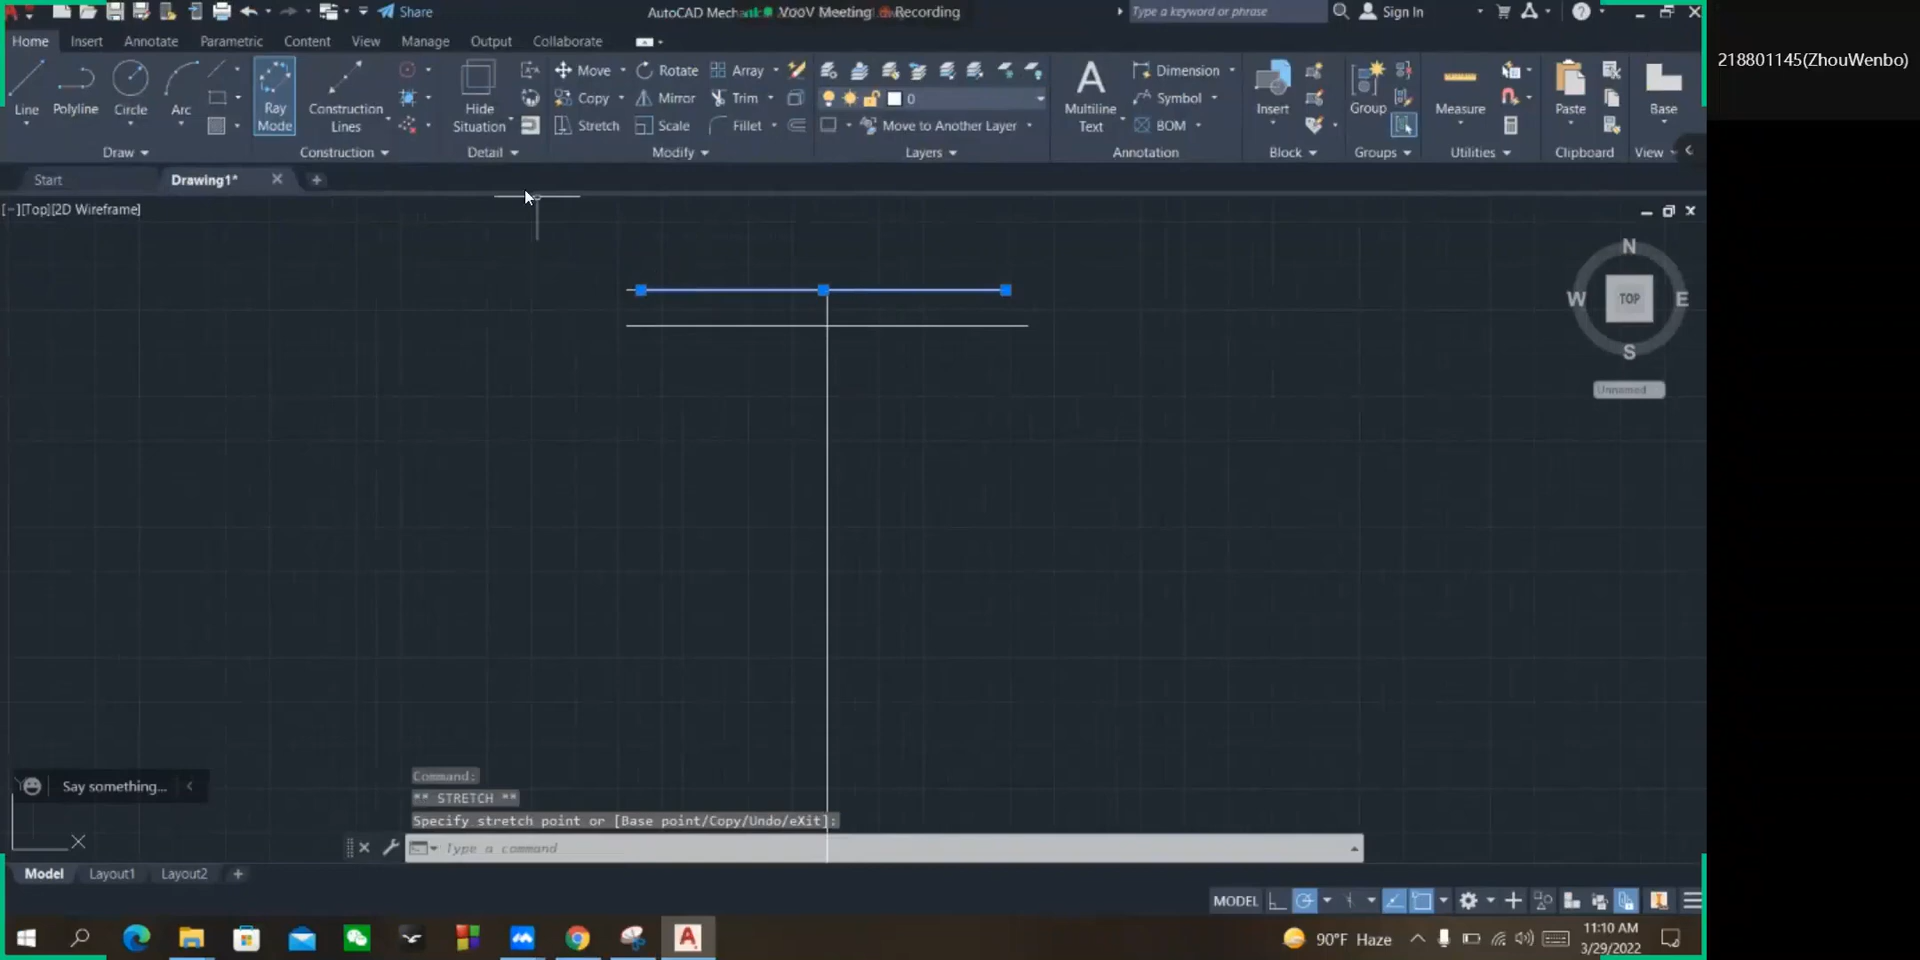 Share
AutoCAD Mechani
VooV Meeting
Recording
Type a keyword or phrase
Sign In
Home Insert Annotate Parametric Content View Manage Output Collaborate
Line Polyline Circle Arc
Ray Mode
Construction Lines
Hide Situation
Move Rotate Array
Copy Mirror Trim
Stretch Scale Fillet
0
Move to Another Layer
Multiline Text
Dimension
Symbol
BOM
Insert
Group
Measure
Paste
Base
Draw Construction Detail Modify Layers Annotation Block Groups Utilities Clipboard View
Start Drawing1*
[−][Top][2D Wireframe]
N
W TOP E
S
Unnamed
Say something...
Command:
** STRETCH **
Specify stretch point or [Base point/Copy/Undo/eXit]:
Type a command
Model Layout1 Layout2
MODEL
90°F Haze
11:10 AM
3/29/2022
218801145(ZhouWenbo)